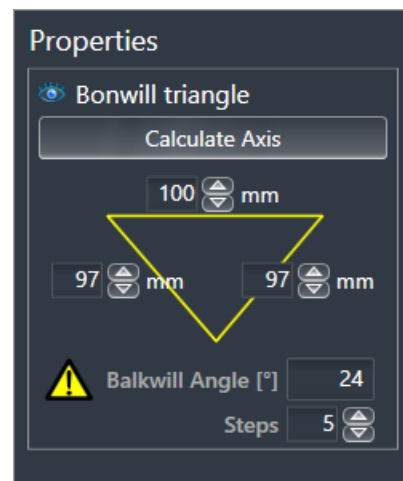 Properties
Bonwill triangle
Calculate Axis
100 mm
97 mm 97 mm
Balkwill Angle [°] 24
Steps 5